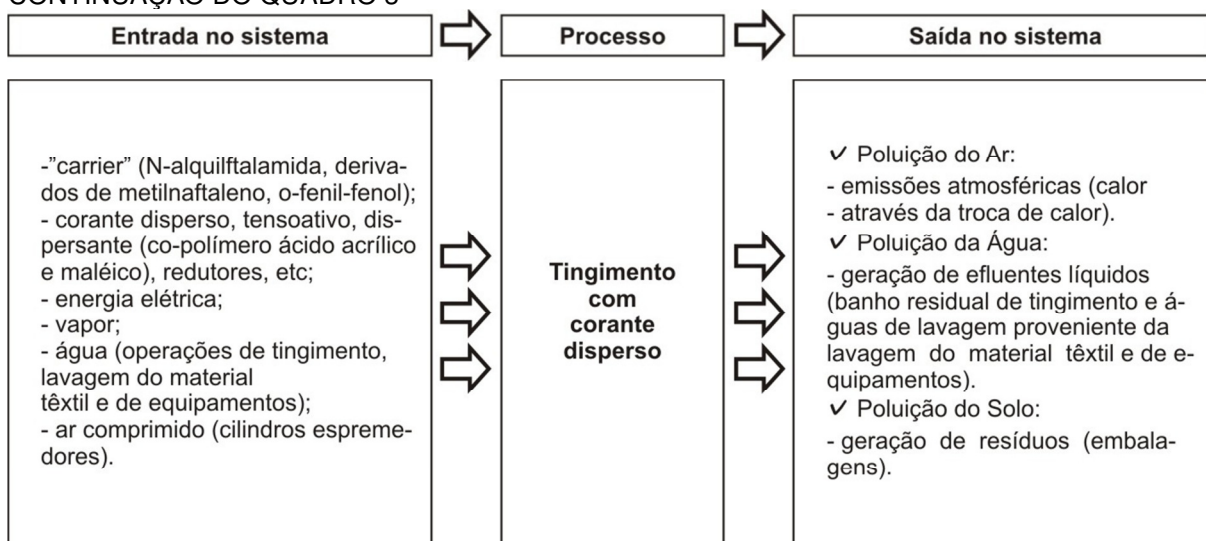 CONTINUAÇÃO DO QUADRO
Entrada no sistema
Processo
Saída no sistema
-"carrier" (N-alquilftalamida, deriva-
dos de metilnaftaleno, o-fenil-fenol);
- corante disperso, tensoativo, dis-
persante (co-polímero ácido acrílico
e maléico), redutores, etc;
- energia elétrica;
- vapor;
- água (operações de tingimento,
lavagem do material
têxtil e de equipamentos);
- ar comprimido (cilindros espreme-
dores).
Tingimento
com
corante
disperso
✓ Poluição do Ar:
- emissões atmosféricas (calor
- através da troca de calor).
✓ Poluição da Água:
- geração de efluentes líquidos
(banho residual de tingimento e á-
guas de lavagem proveniente da
lavagem do material têxtil e de e-
quipamentos).
✓ Poluição do Solo:
- geração de resíduos (embala-
gens).